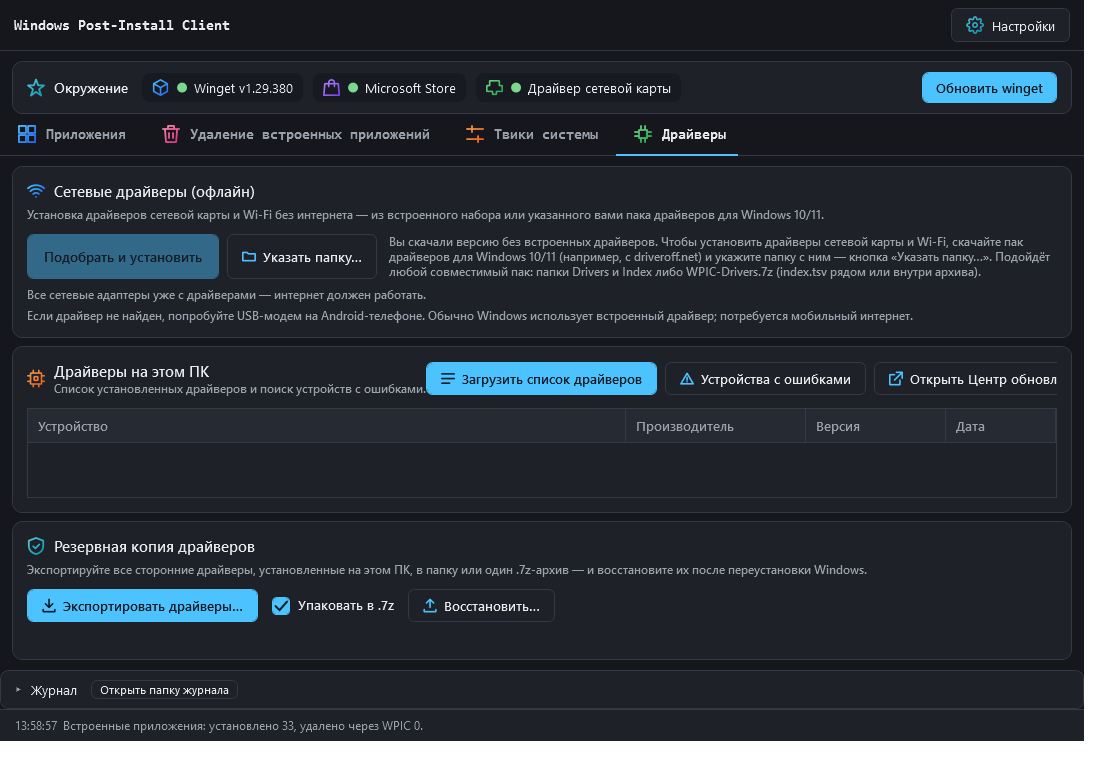 Windows Post-Install Client
Настройки
Окружение
Winget v1.29.380
Microsoft Store
Драйвер сетевой карты
Обновить winget
Приложения
Удаление встроенных приложений
Твики системы
Драйверы
Сетевые драйверы (офлайн)
Установка драйверов сетевой карты и Wi-Fi без интернета — из встроенного набора или указанного вами пака драйверов для Windows 10/11.
Подобрать и установить
Указать папку...
Вы скачали версию без встроенных драйверов. Чтобы установить драйверы сетевой карты и Wi-Fi, скачайте пак
драйверов для Windows 10/11 (например, с driveroff.net) и укажите папку с ним — кнопка «Указать папку...». Подойдёт
любой совместимый пак: папки Drivers и Index либо WPIC-Drivers.7z (index.tsv рядом или внутри архива).
Все сетевые адаптеры уже с драйверами — интернет должен работать.
Если драйвер не найден, попробуйте USB-модем на Android-телефоне. Обычно Windows использует встроенный драйвер; потребуется мобильный интернет.
Драйверы на этом ПК
Список установленных драйверов и поиск устройств с ошибками.
Загрузить список драйверов
Устройства с ошибками
Открыть Центр обновл
Устройство
Производитель
Версия
Дата
Резервная копия драйверов
Экспортируйте все сторонние драйверы, установленные на этом ПК, в папку или один .7z-архив — и восстановите их после переустановки Windows.
Экспортировать драйверы...
Упаковать в .7z
Восстановить...
Журнал
Открыть папку журнала
13:58:57 Встроенные приложения: установлено 33, удалено через WPIC 0.